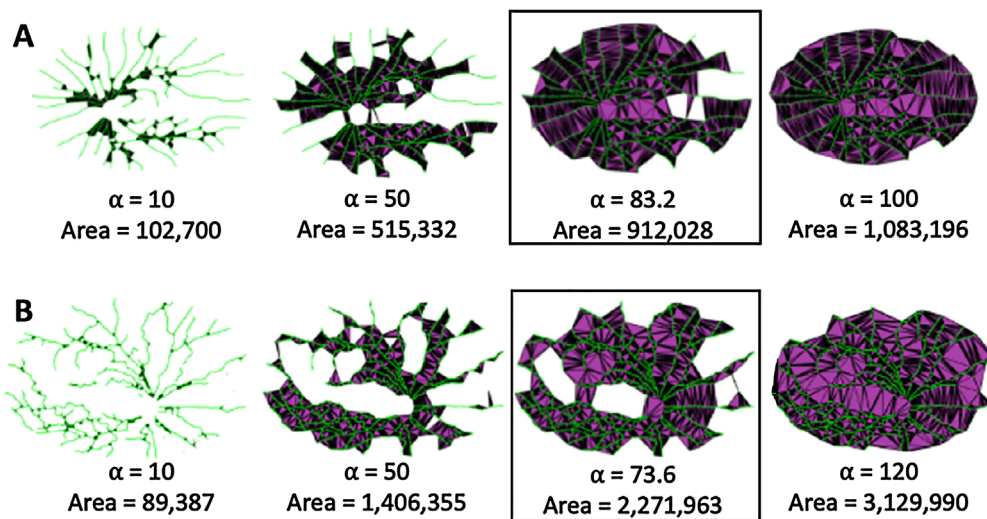 A
α = 10
Area = 102,700
α = 50
Area = 515,332
α = 83.2
Area = 912,028
α = 100
Area = 1,083,196
B
α = 10
Area = 89,387
α = 50
Area = 1,406,355
α = 73.6
Area = 2,271,963
α = 120
Area = 3,129,990